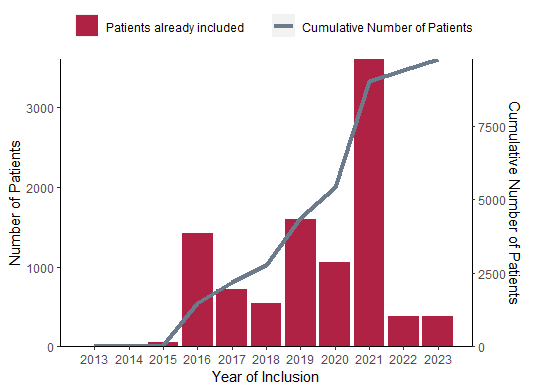 Patients already included
Cumulative Number of Patients
Number of Patients
3000
2000
1000
0
Cumulative Number of Patients
7500
5000
2500
0
2013 2014 2015 2016 2017 2018 2019 2020 2021 2022 2023
Year of Inclusion